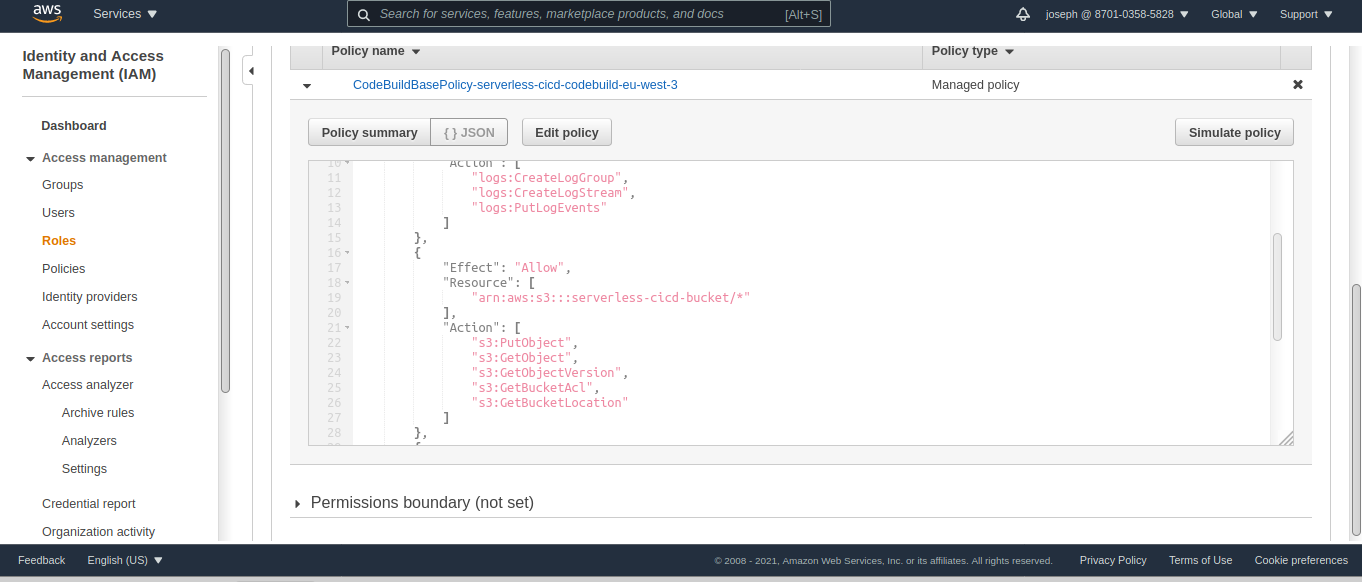 aws Services Search for services, features, marketplace products, and docs [Alt+S] joseph @ 8701-0358-5828 Global Support
Identity and Access
Management (IAM)
Dashboard
Access management
Groups
Users
Roles
Policies
Identity providers
Account settings
Access reports
Access analyzer
Archive rules
Analyzers
Settings
Credential report
Organization activity
Policy name Policy type
CodeBuildBasePolicy-serverless-cicd-codebuild-eu-west-3 Managed policy
Policy summary { } JSON Edit policy Simulate policy
10 "Action": [
11 "logs:CreateLogGroup",
12 "logs:CreateLogStream",
13 "logs:PutLogEvents"
14 ]
15 },
16 {
17 "Effect": "Allow",
18 "Resource": [
19 "arn:aws:s3:::serverless-cicd-bucket/*"
20 ],
21 "Action": [
22 "s3:PutObject",
23 "s3:GetObject",
24 "s3:GetObjectVersion",
25 "s3:GetBucketAcl",
26 "s3:GetBucketLocation"
27 ]
28 },
Permissions boundary (not set)
Feedback English (US) © 2008 - 2021, Amazon Web Services, Inc. or its affiliates. All rights reserved. Privacy Policy Terms of Use Cookie preferences